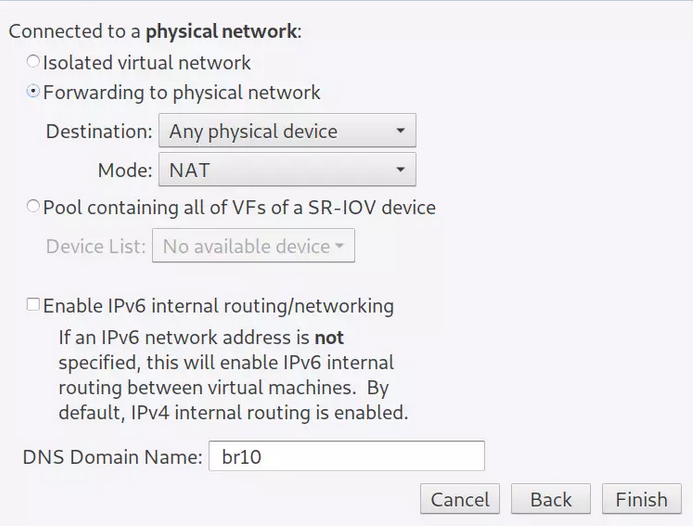 Connected to a physical network:
Isolated virtual network
Forwarding to physical network
Destination: Any physical device
Mode: NAT
Pool containing all of VFs of a SR-IOV device
Device List: No available device
Enable IPv6 internal routing/networking
If an IPv6 network address is not
specified, this will enable IPv6 internal
routing between virtual machines. By
default, IPv4 internal routing is enabled.
DNS Domain Name: br10
Cancel Back Finish